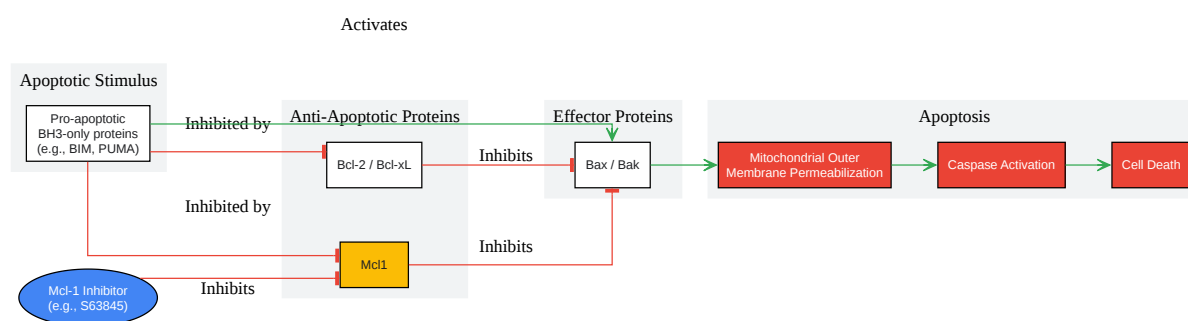 Activates
Apoptotic Stimulus
Pro-apoptotic
BH3-only proteins
(e.g., BIM, PUMA)
Inhibited by
Anti-Apoptotic Proteins
Effector Proteins
Apoptosis
Bcl-2 / Bcl-xL
Inhibits
Bax / Bak
Mitochondrial Outer
Membrane Permeabilization
Caspase Activation
Cell Death
Inhibited by
Mcl1
Inhibits
Mcl-1 Inhibitor
(e.g., S63845)
Inhibits